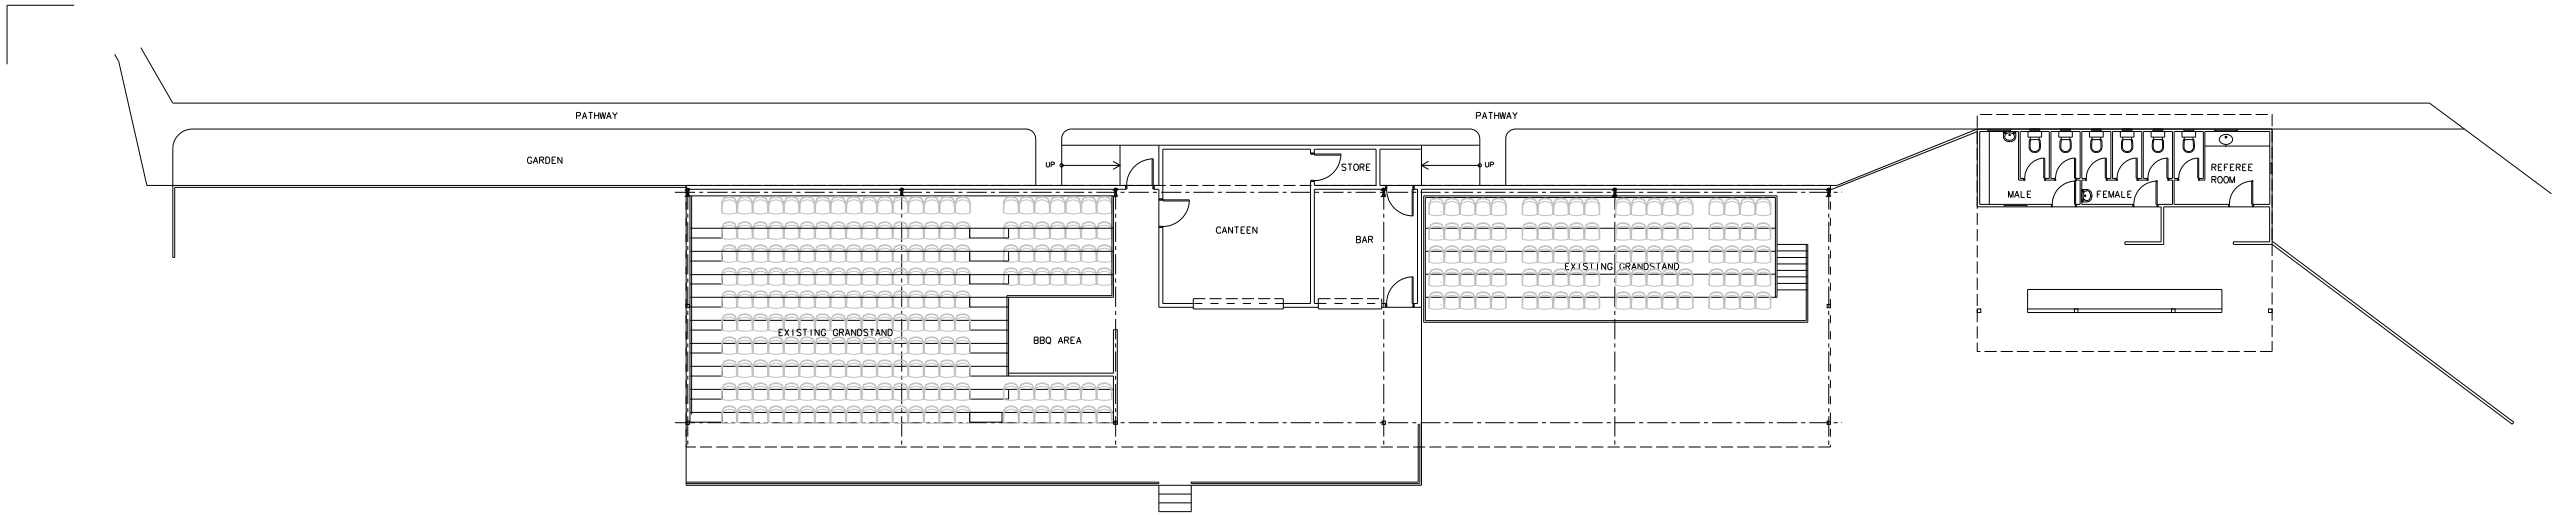 PATHWAY
PATHWAY
GARDEN
UP
UP
STORE
REFEREE
ROOM
MALE
FEMALE
CANTEEN
BAR
EXISTING GRANDSTAND
EXISTING GRANDSTAND
BBQ AREA